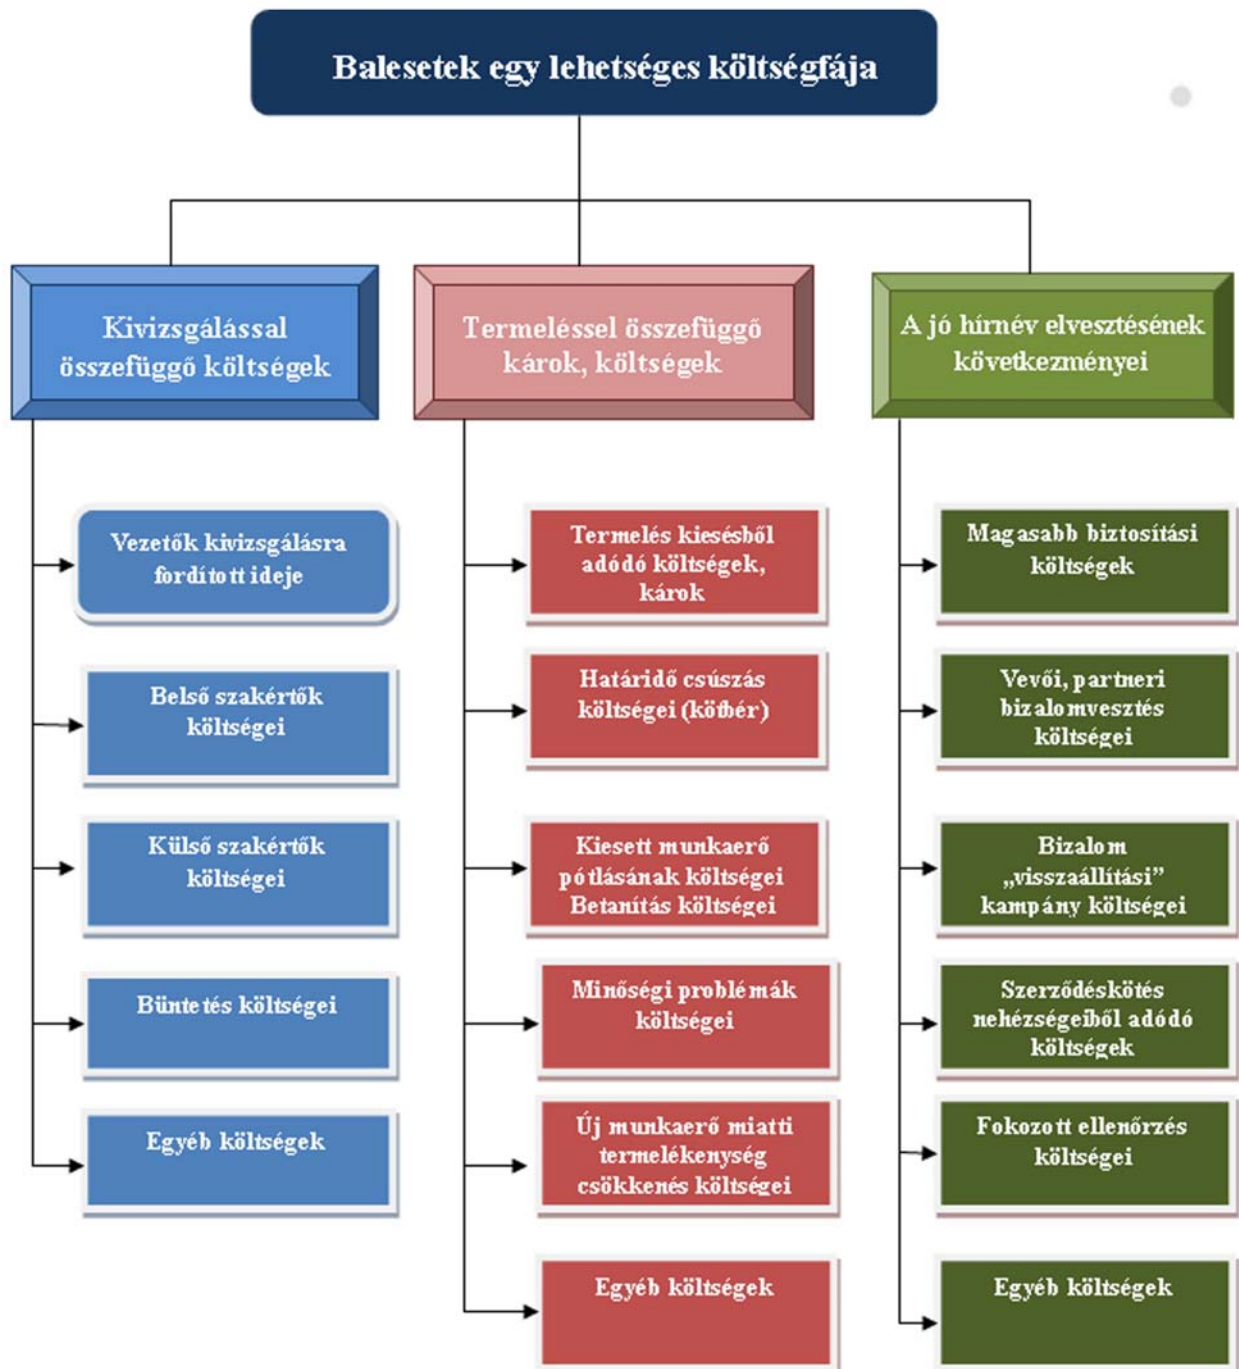 Balesetek egy lehetséges költségfája
Kivizsgálással
összefüggő költségek
Vezetők kivizsgálásra
fordított ideje
Belső szakértők
költségei
Külső szakértők
költségei
Büntetés költségei
Egyéb költségek
Termeléssel összefüggő
károk, költségek
Termelés kiesésből
adódó költségek,
károk
Határidő csúszás
költségei (kötbér)
Kiesett munkaerő
pótlásának költségei
Betanítás költségei
Minőségi problémák
költségei
Új munkaerő miatti
termelékenység
csökkenés költségei
Egyéb költségek
A jó hírnév elvesztésének
következményei
Magasabb biztosítási
költségek
Vevői, partneri
bizalomvesztés
költségei
Bizalom
„visszaállítási”
kampány költségei
Szerződéskötés
nehézségeiből adódó
költségek
Fokozott ellenőrzés
költségei
Egyéb költségek